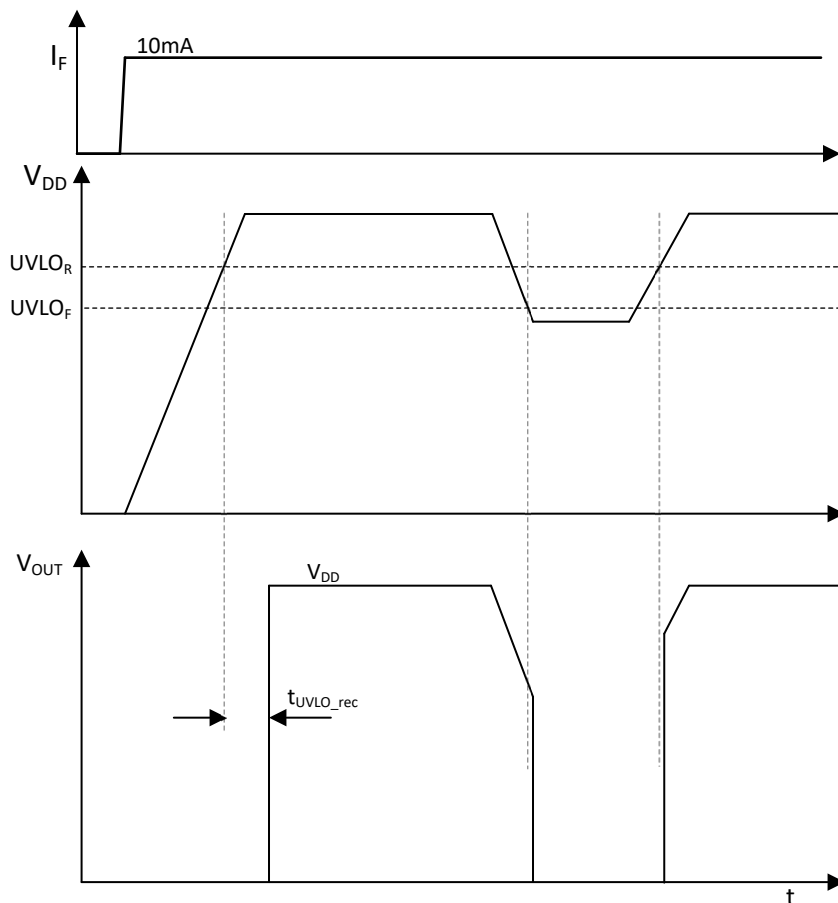 10mA
I_F
V_DD
UVLO_R
UVLO_F
V_OUT
V_DD
t_UVLO_rec
t